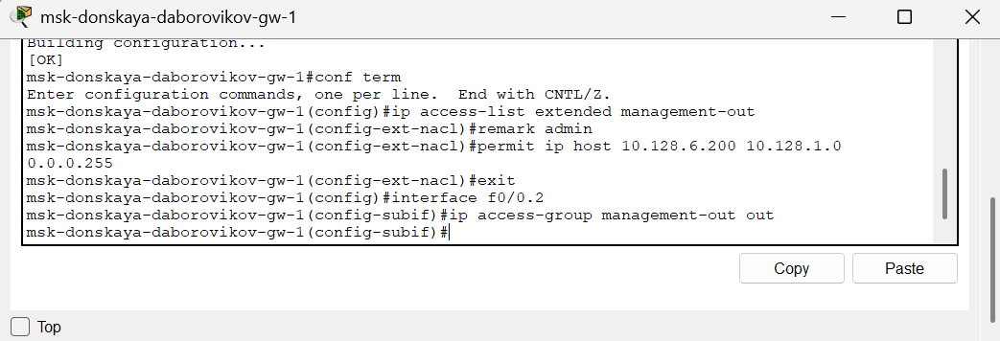 msk-donskaya-daborovikov-gw-1
Building configuration...
[OK]
msk-donskaya-daborovikov-gw-1#conf term
Enter configuration commands, one per line.  End with CNTL/Z.
msk-donskaya-daborovikov-gw-1(config)#ip access-list extended management-out
msk-donskaya-daborovikov-gw-1(config-ext-nacl)#remark admin
msk-donskaya-daborovikov-gw-1(config-ext-nacl)#permit ip host 10.128.6.200 10.128.1.0
0.0.0.255
msk-donskaya-daborovikov-gw-1(config-ext-nacl)#exit
msk-donskaya-daborovikov-gw-1(config)#interface f0/0.2
msk-donskaya-daborovikov-gw-1(config-subif)#ip access-group management-out out
msk-donskaya-daborovikov-gw-1(config-subif)#
Copy Paste
Top